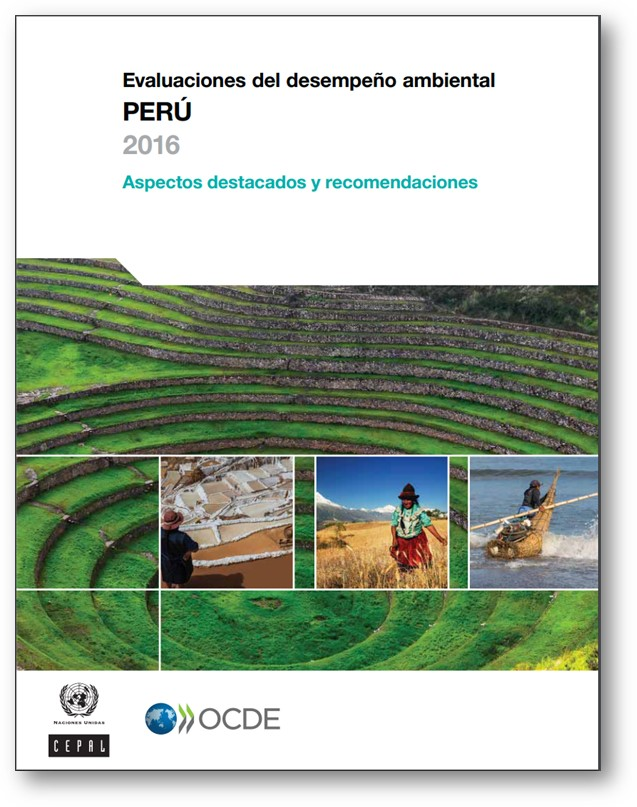 Evaluaciones del desempeño ambiental
PERÚ
2016
Aspectos destacados y recomendaciones
NACIONES UNIDAS
CEPAL
OCDE